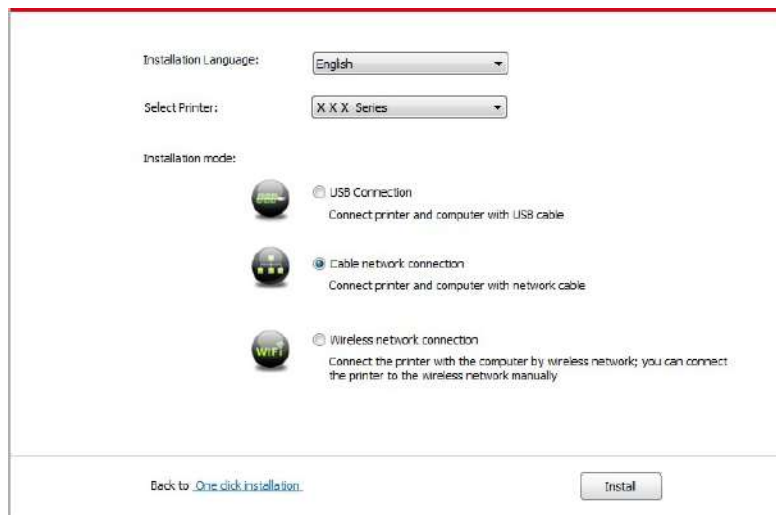 Installation Language: English
Select Printer: X X X Series
Installation mode:
USB Connection
Connect printer and computer with USB cable
Cable network connection
Connect printer and computer with network cable
WiFi
Wireless network connection
Connect the printer with the computer by wireless network; you can connect
the printer to the wireless network manually
Back to One click installation Install